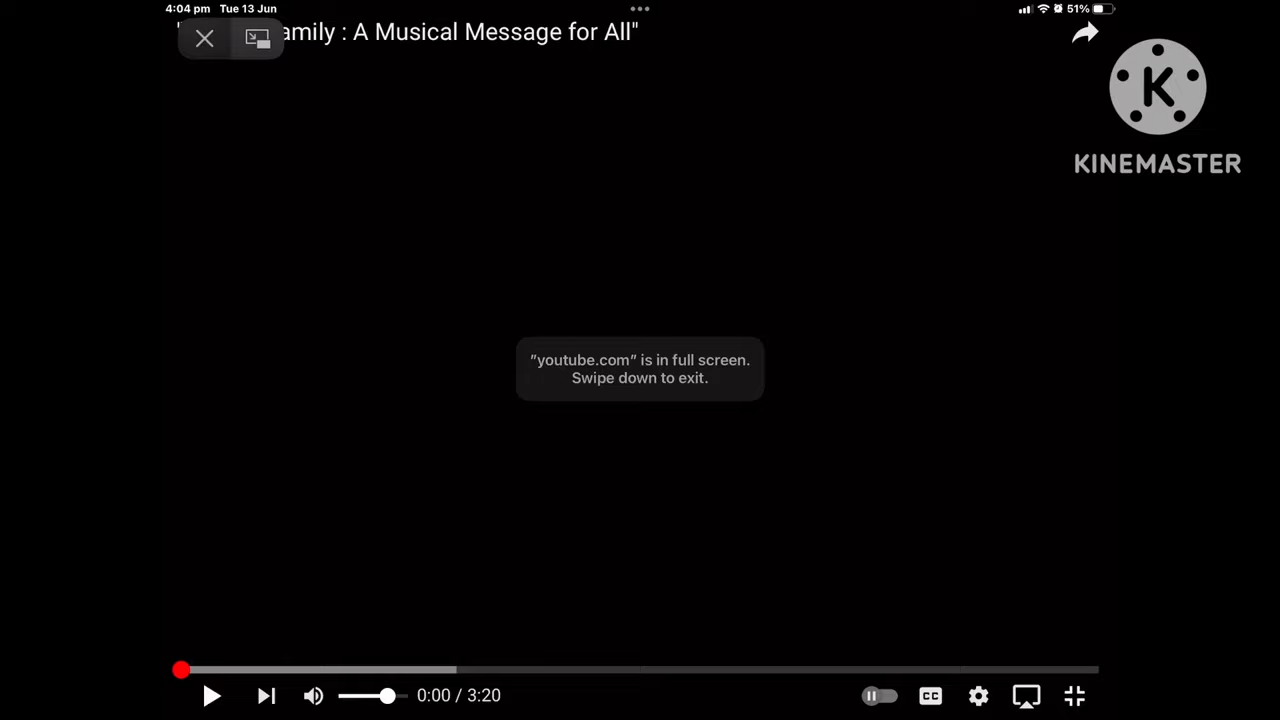 4:04 pm Tue 13 Jun
51%
amily : A Musical Message for All"
K
KINEMASTER
"youtube.com" is in full screen.
Swipe down to exit.
0:00 / 3:20
CC